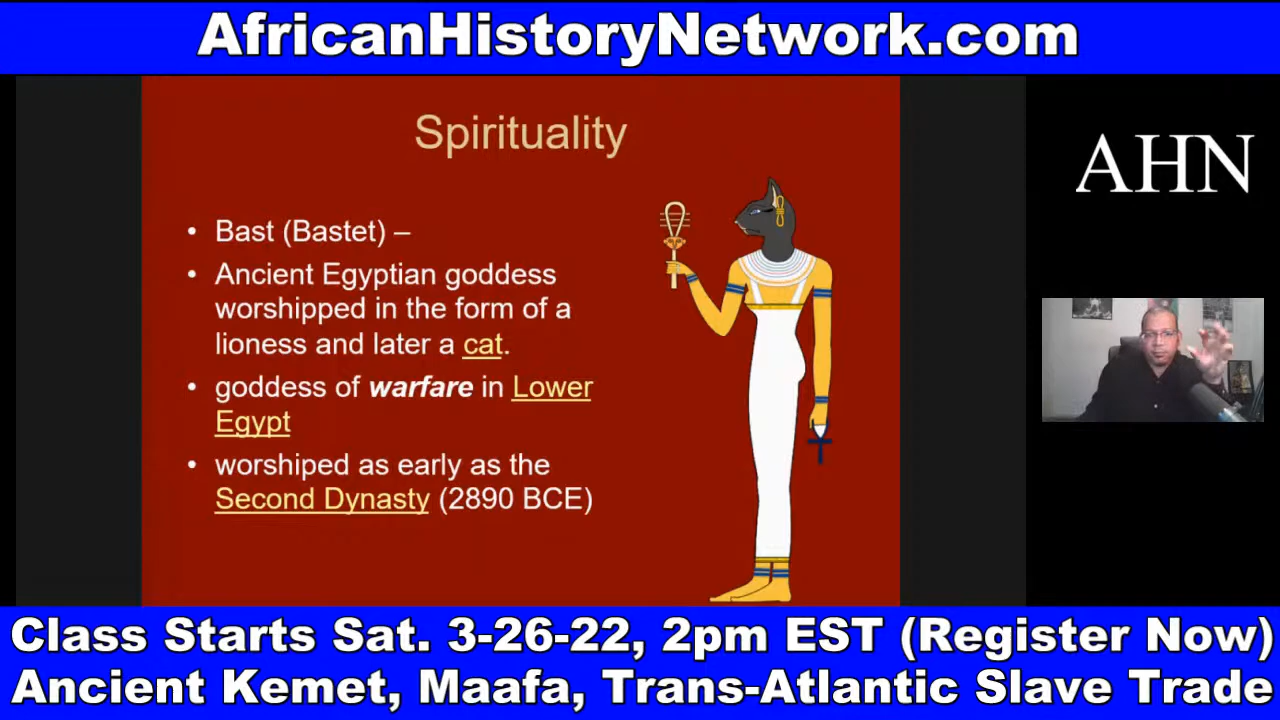 AfricanHistoryNetwork.com
Spirituality
• Bast (Bastet) –
• Ancient Egyptian goddess
worshipped in the form of a
lioness and later a cat.
• goddess of warfare in Lower
Egypt
• worshiped as early as the
Second Dynasty (2890 BCE)
AHN
Class Starts Sat. 3-26-22, 2pm EST (Register Now)
Ancient Kemet, Maafa, Trans-Atlantic Slave Trade